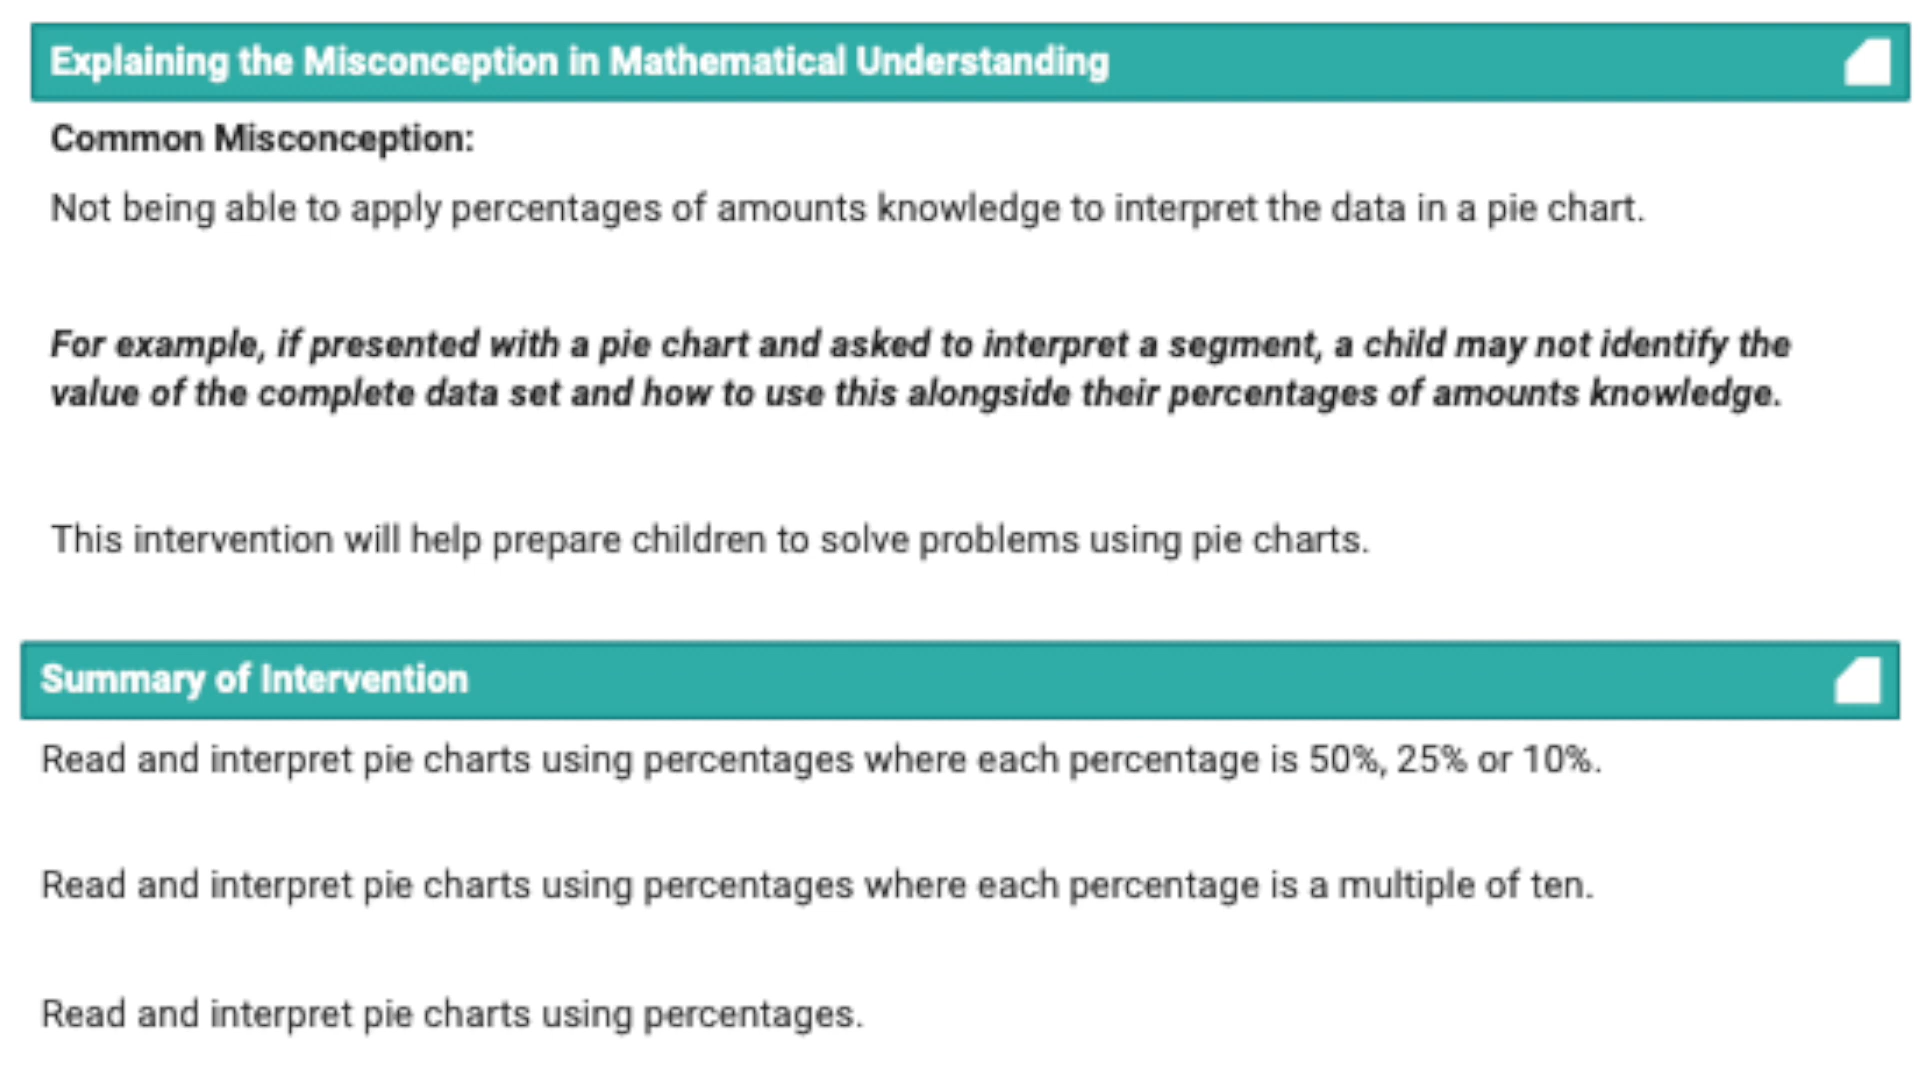 Explaining the Misconception in Mathematical Understanding
Common Misconception:
Not being able to apply percentages of amounts knowledge to interpret the data in a pie chart.
For example, if presented with a pie chart and asked to interpret a segment, a child may not identify the
value of the complete data set and how to use this alongside their percentages of amounts knowledge.
This intervention will help prepare children to solve problems using pie charts.
Summary of Intervention
Read and interpret pie charts using percentages where each percentage is 50%, 25% or 10%.
Read and interpret pie charts using percentages where each percentage is a multiple of ten.
Read and interpret pie charts using percentages.